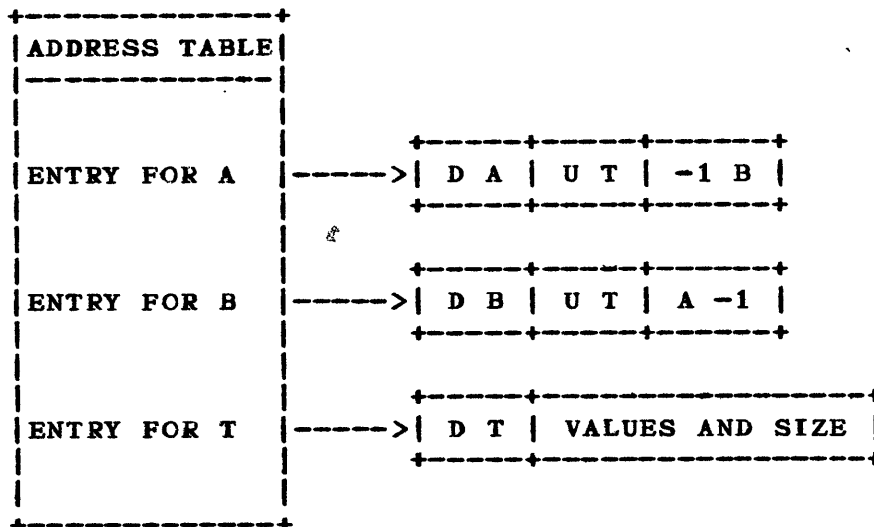 ADDRESS TABLE
ENTRY FOR A ----->| D A | U T | -1 B |
ENTRY FOR B ----->| D B | U T | A -1 |
ENTRY FOR T ----->| D T | VALUES AND SIZE |